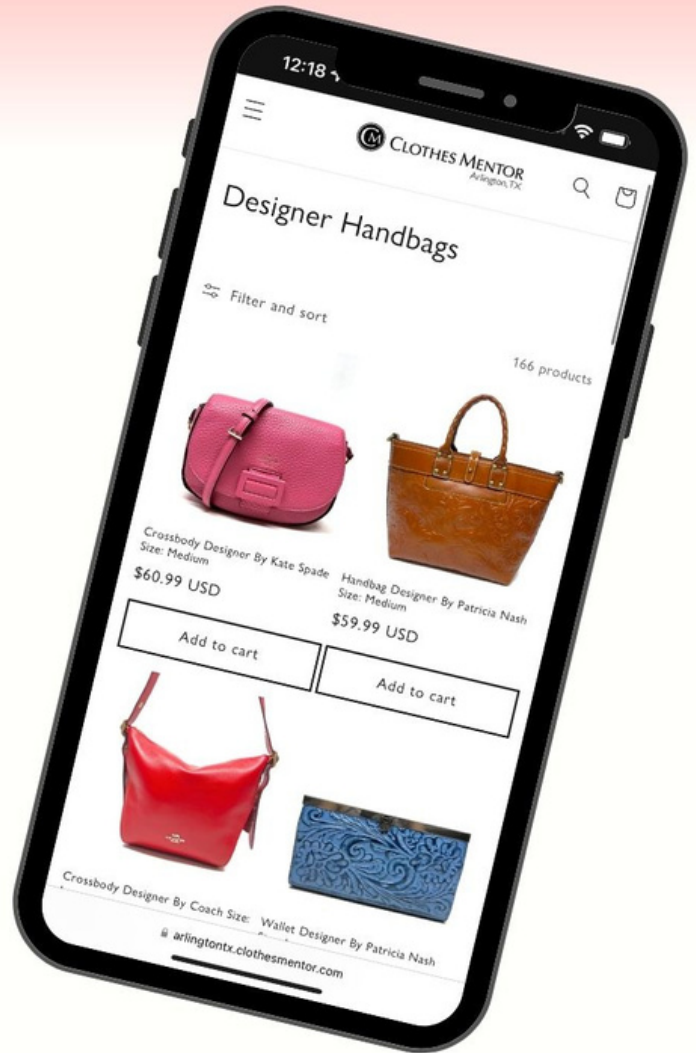 12:18
CM CLOTHES MENTOR
Arlington, TX
Designer Handbags
Filter and sort
166 products
Crossbody Designer By Kate Spade
Size: Medium
$60.99 USD
Add to cart
Handbag Designer By Patricia Nash
Size: Medium
$59.99 USD
Add to cart
Crossbody Designer By Coach Size:
Wallet Designer By Patricia Nash
arlingtontx.clothesmentor.com